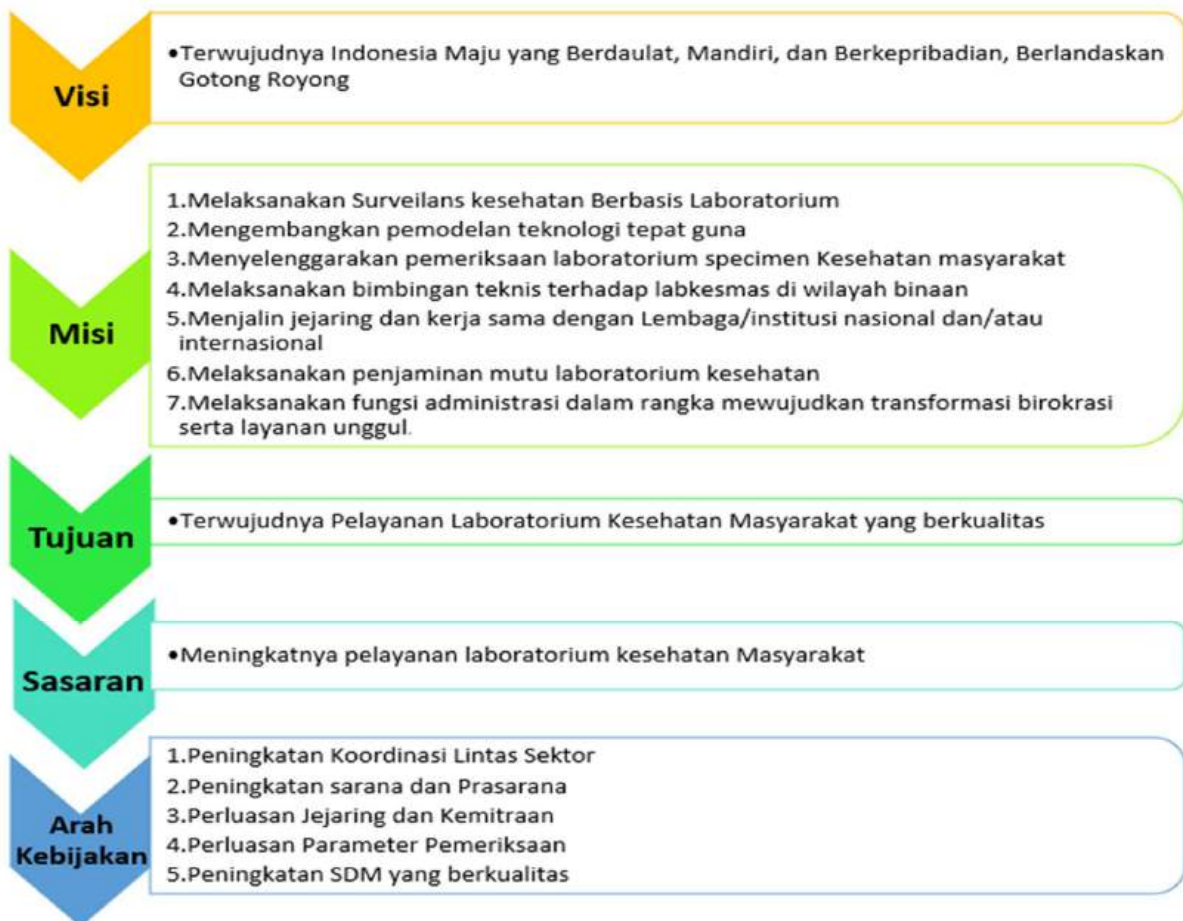 Visi
•Terwujudnya Indonesia Maju yang Berdaulat, Mandiri, dan Berkepribadian, Berlandaskan
Gotong Royong
Misi
1.Melaksanakan Surveilans kesehatan Berbasis Laboratorium
2.Mengembangkan pemodelan teknologi tepat guna
3.Menyelenggarakan pemeriksaan laboratorium specimen Kesehatan masyarakat
4.Melaksanakan bimbingan teknis terhadap labkesmas di wilayah binaan
5.Menjalin jejaring dan kerja sama dengan Lembaga/institusi nasional dan/atau
internasional
6.Melaksanakan penjaminan mutu laboratorium kesehatan
7.Melaksanakan fungsi administrasi dalam rangka mewujudkan transformasi birokrasi
serta layanan unggul.
Tujuan
•Terwujudnya Pelayanan Laboratorium Kesehatan Masyarakat yang berkualitas
Sasaran
•Meningkatnya pelayanan laboratorium kesehatan Masyarakat
Arah
Kebijakan
1.Peningkatan Koordinasi Lintas Sektor
2.Peningkatan sarana dan Prasarana
3.Perluasan Jejaring dan Kemitraan
4.Perluasan Parameter Pemeriksaan
5.Peningkatan SDM yang berkualitas